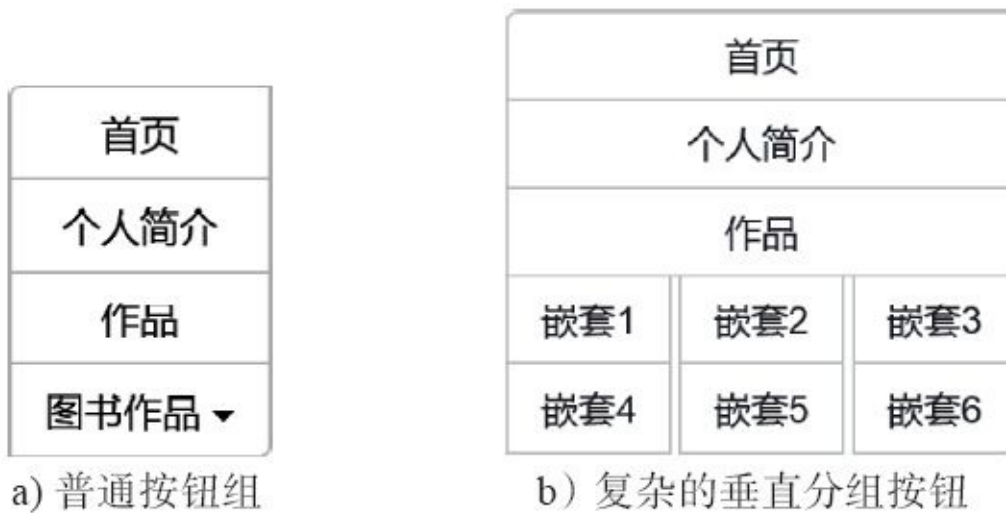 首页
个人简介
作品
图书作品
a) 普通按钮组
首页
个人简介
作品
嵌套1 嵌套2 嵌套3
嵌套4 嵌套5 嵌套6
b）复杂的垂直分组按钮